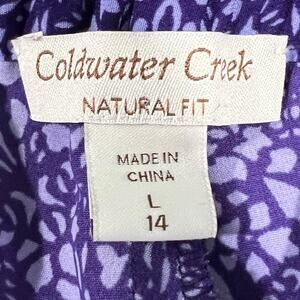 Coldwater Creek
NATURAL FIT
MADE IN
CHINA
L
14